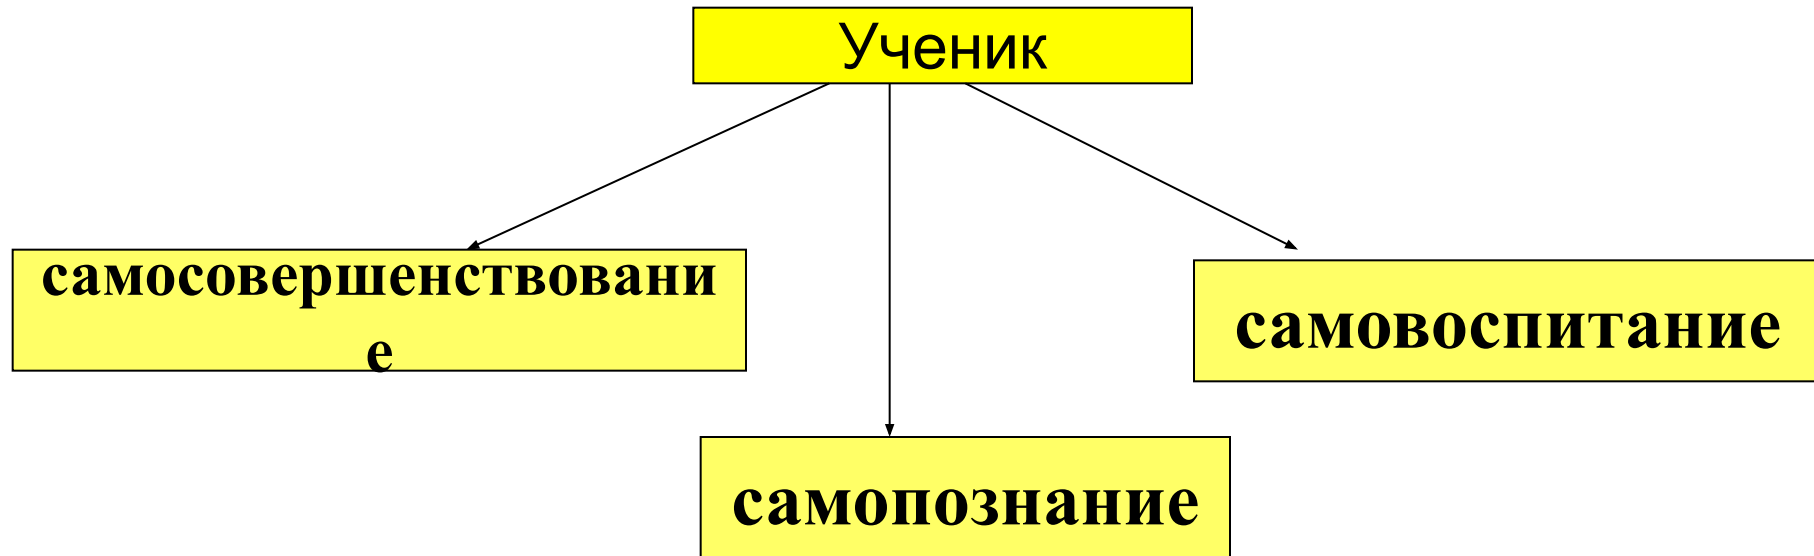 Ученик
самосовершенствовани
е
самовоспитание
самопознание